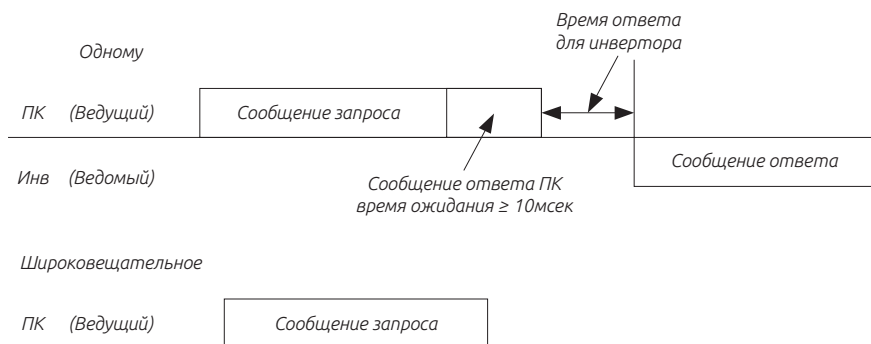 Время ответа
для инвертора
Одному
ПК (Ведущий)
Сообщение запроса
Инв (Ведомый)
Сообщение ответа
Сообщение ответа ПК
время ожидания ≥ 10мсек
Широковещательное
ПК (Ведущий)
Сообщение запроса